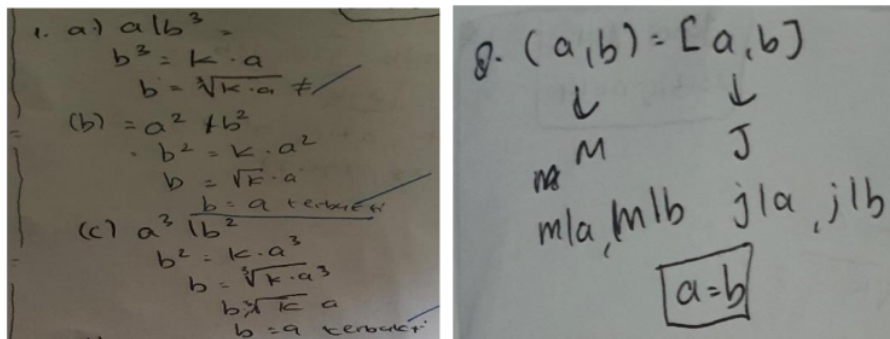 1. a.) a | b³
b³ = k · a
b = ∛k · a ≠
(b) = a² + b²
b² = k · a²
b = √k · a
b = a terbukti
(c) a³ | b²
b² = k · a³
b = ∛k · a³
b = ∛k a
b = a terbukti
8. (a,b) = [a,b]
↓ ↓
M J
m|a, m|b j|a, j|b
a=b